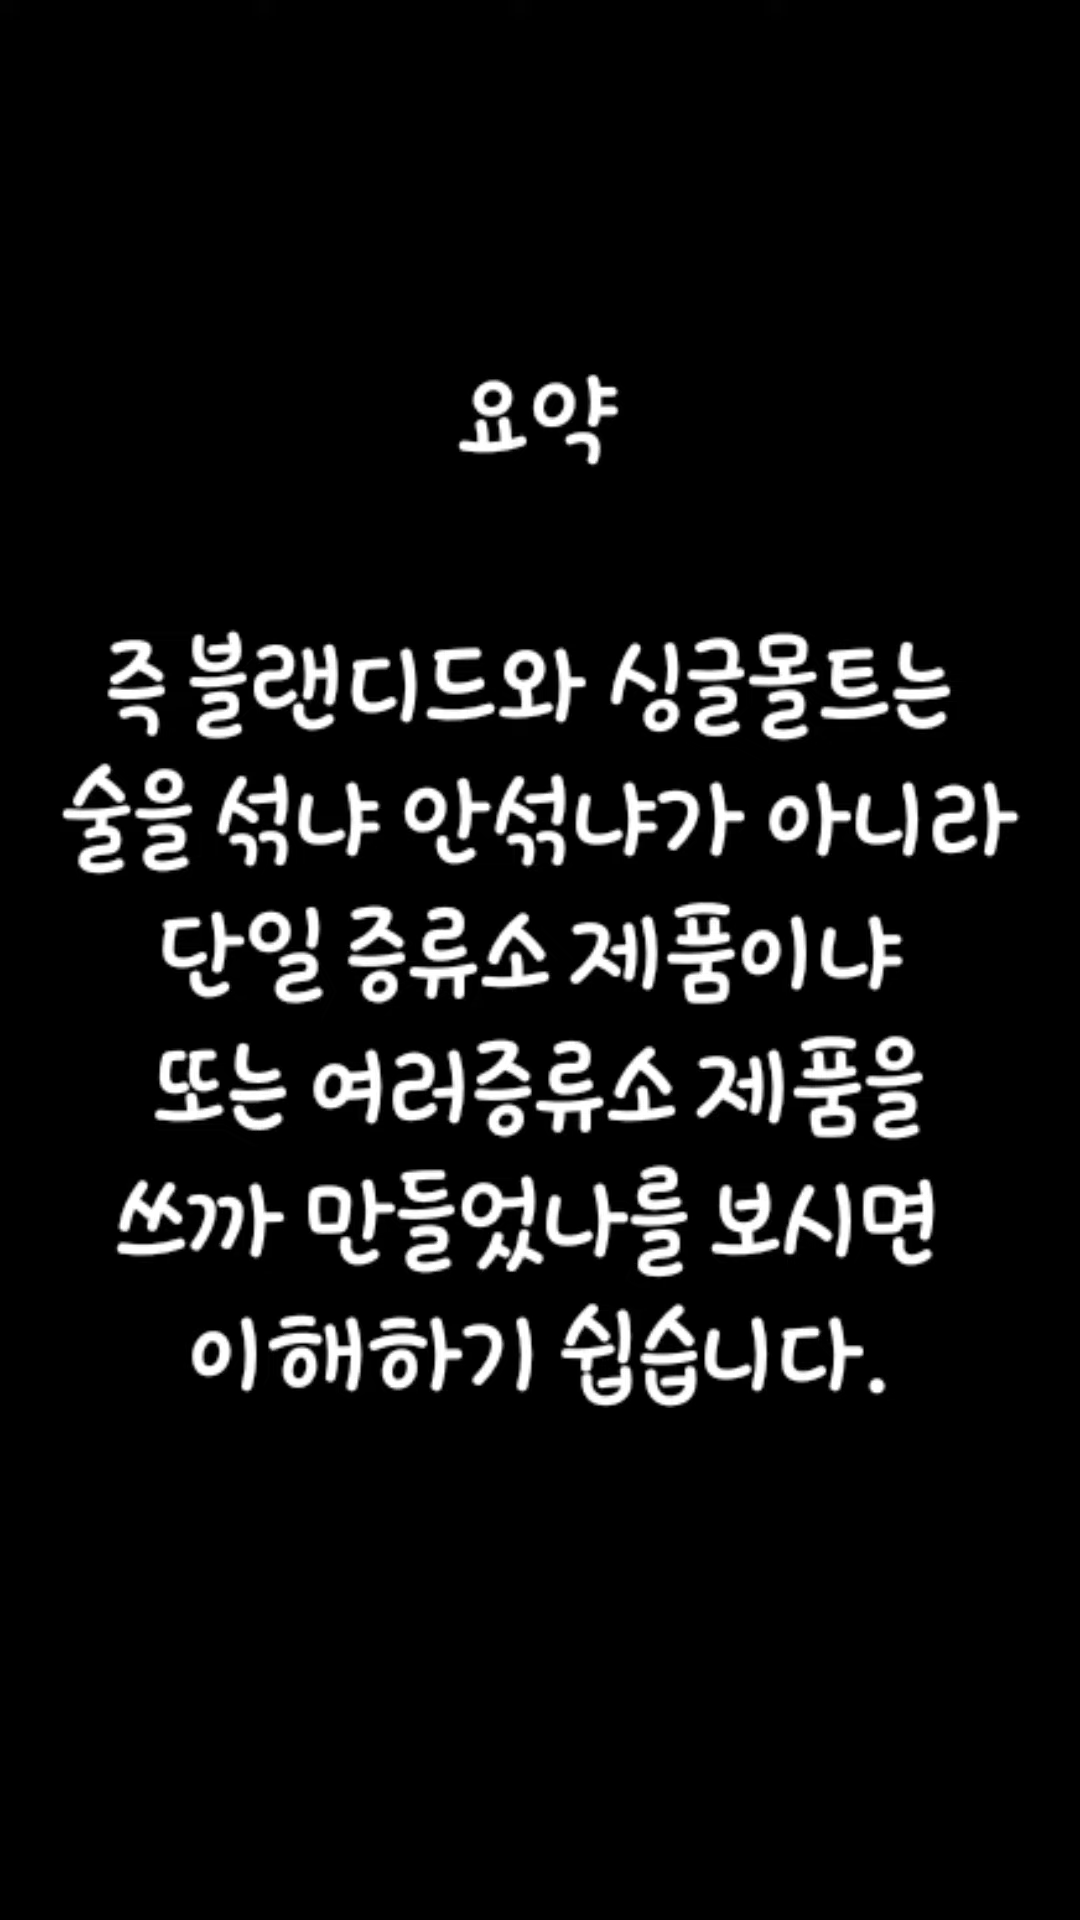 요약
즉 블랜디드와 싱글몰트는
술을 섞냐 안섞냐가 아니라
단일 증류소 제품이냐
또는 여러증류소 제품을
쓰까 만들었나를 보시면
이해하기 쉽습니다.